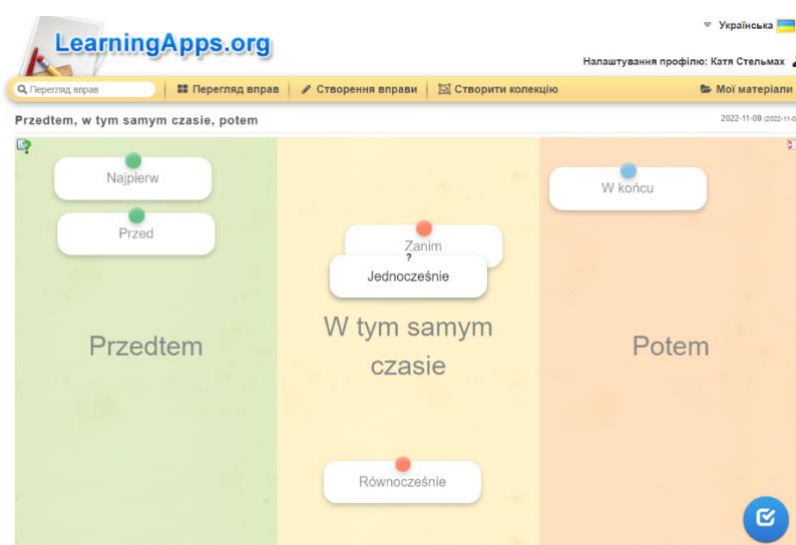 Українська
LearningApps.org
Налаштування профілю: Катя Стельмах
Перегляд вправ
Перегляд вправ
Створення вправи
Створити колекцію
Мої матеріали
Przedtem, w tym samym czasie, potem
2022-11-09
Najpierw
W końcu
Przed
Zanim
?
Jednocześnie
Przedtem
W tym samym
czasie
Potem
Równocześnie